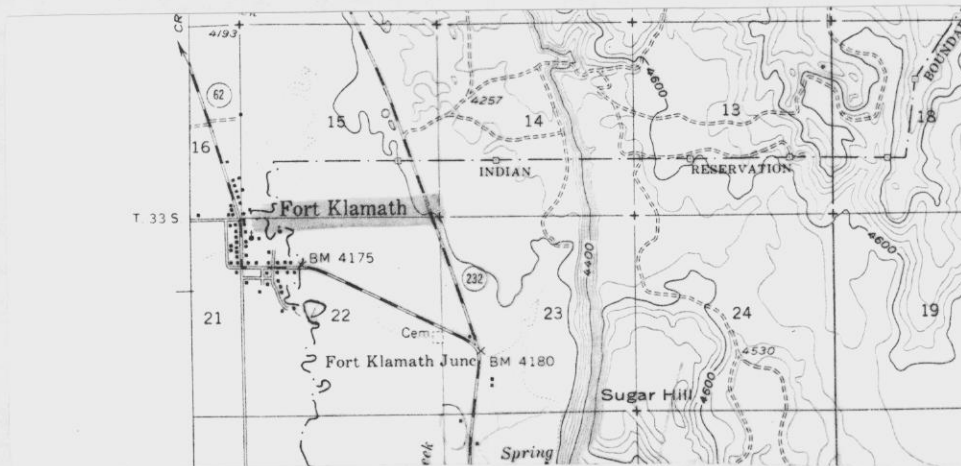 CR
4193
62
16
15
4257
14
4600
13
18
BOUNDA
INDIAN
RESERVATION
T. 33 S
Fort Klamath
BM 4175
232
4400
4600
21
22
23
24
19
Cem
Fort Klamath Junc
BM 4180
4530
4600
Sugar Hill
eek
Spring